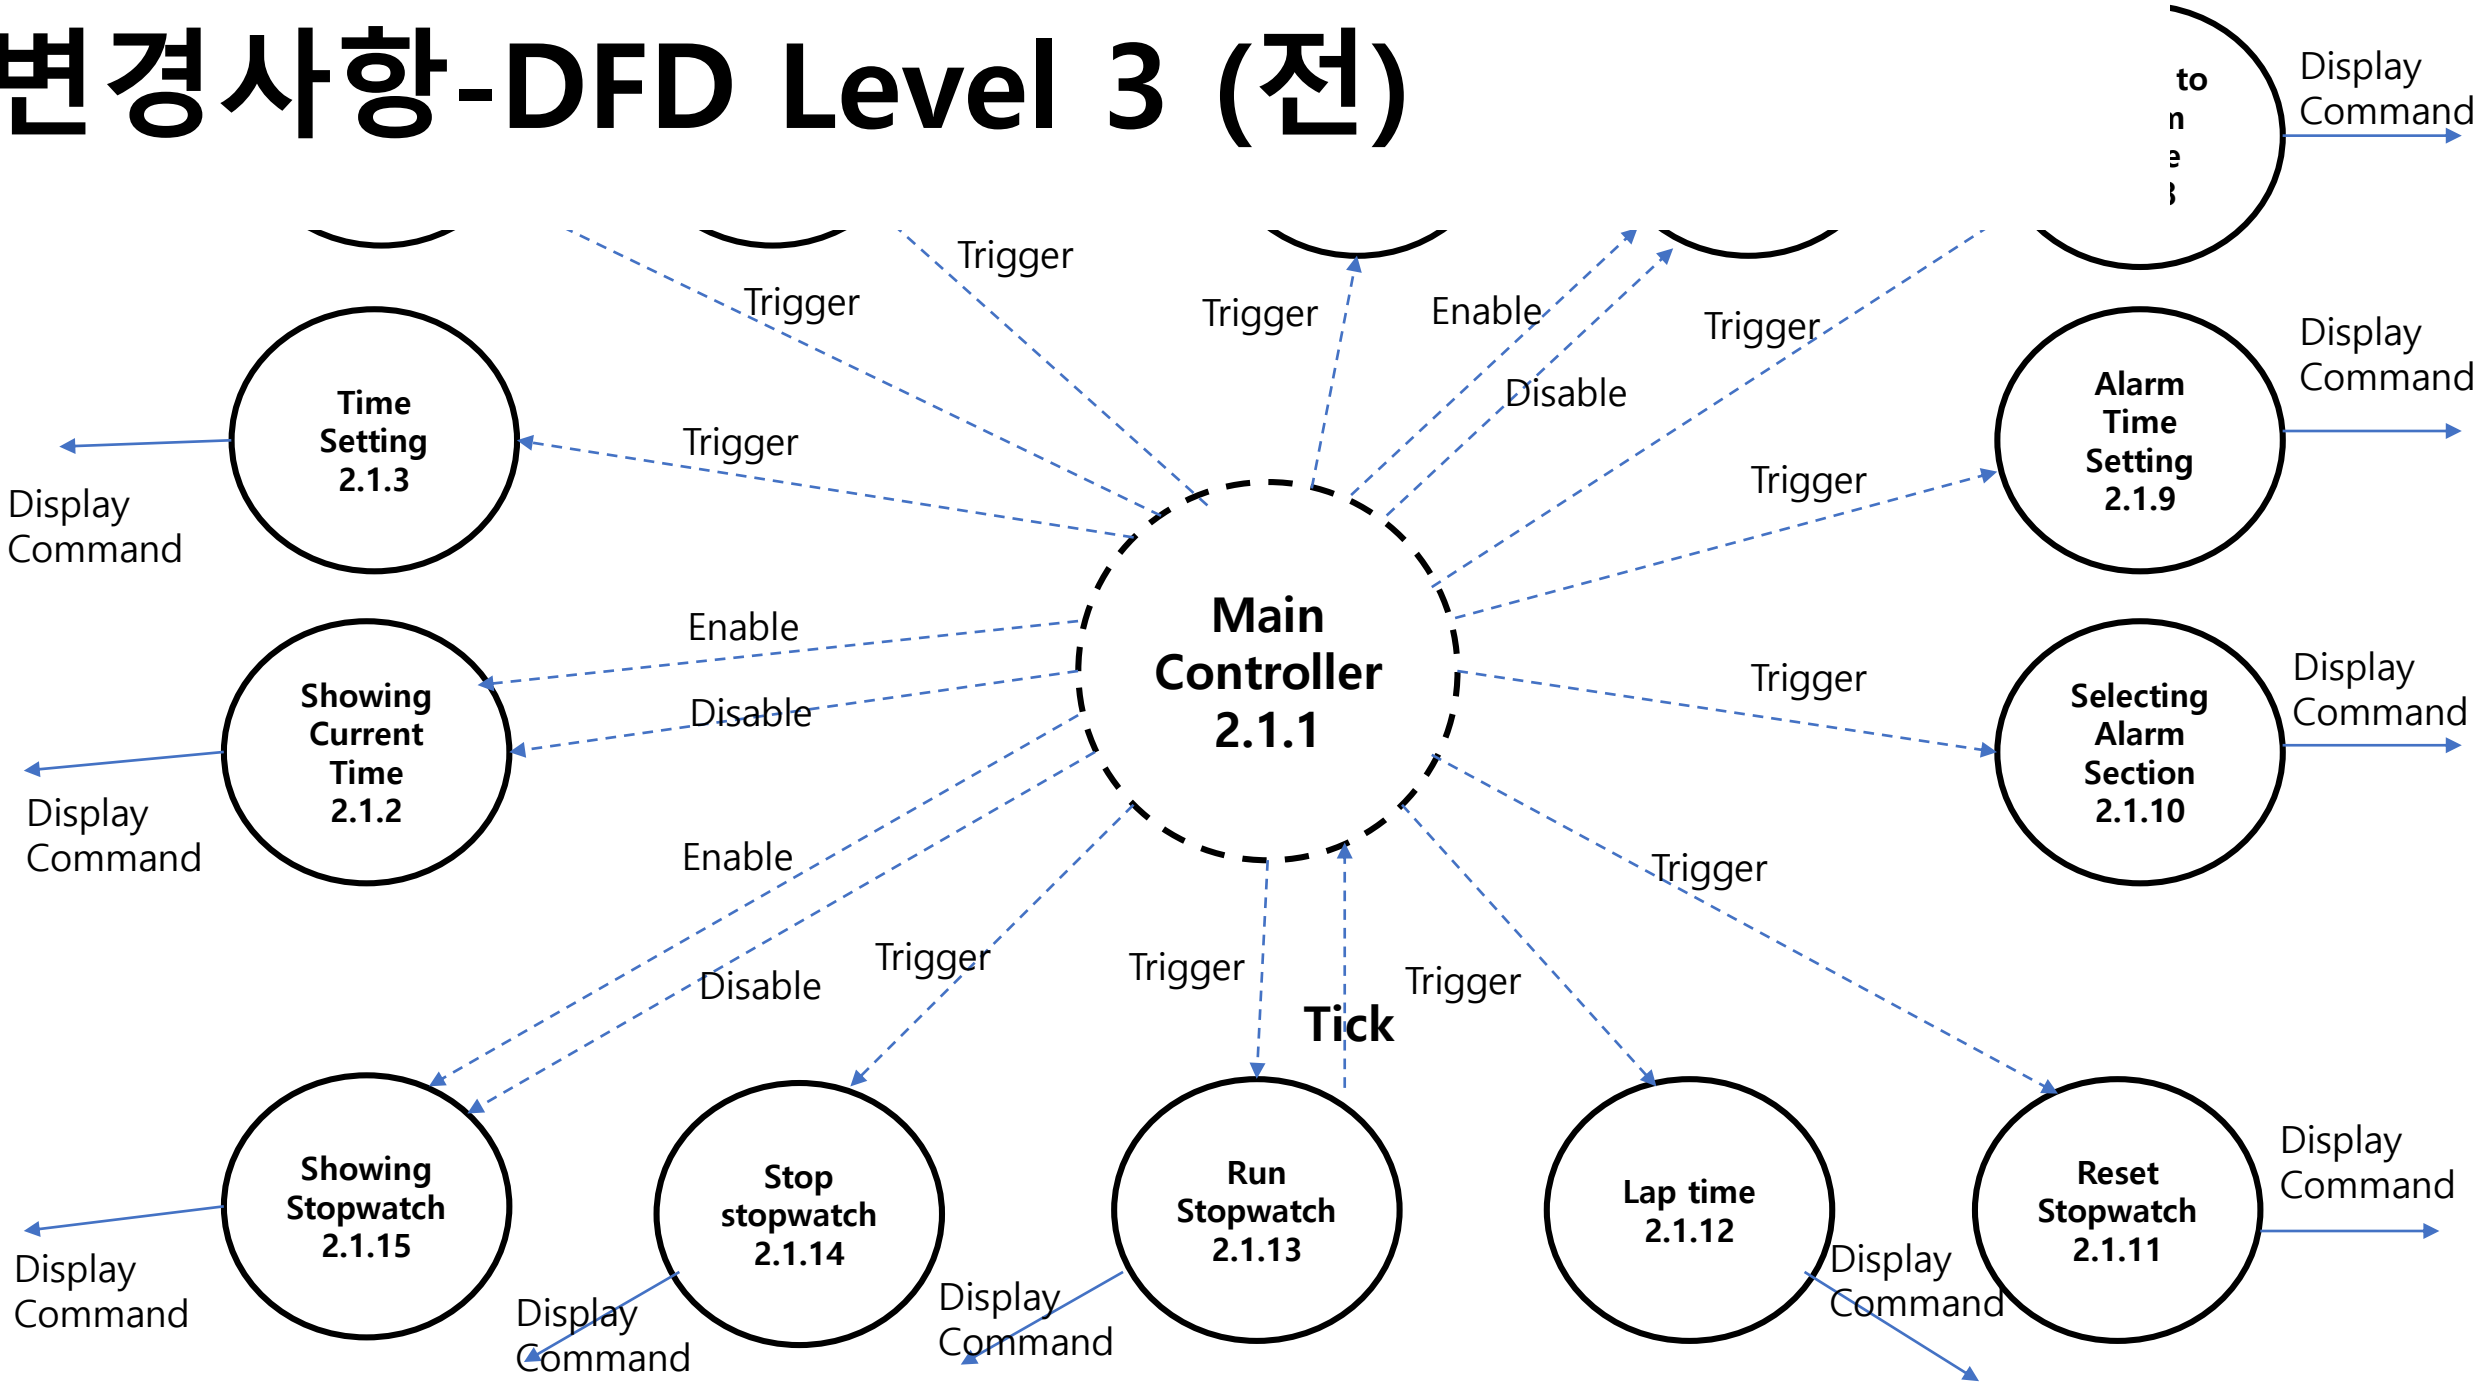 변경사항-DFD Level 3 (전)
to
Display
Command
Trigger
Trigger
Trigger
Enable
Trigger
Disable
Display
Command
Time
Setting
2.1.3
Trigger
Alarm
Time
Setting
2.1.9
Trigger
Display
Command
Main
Controller
2.1.1
Enable
Disable
Showing
Current
Time
2.1.2
Trigger
Selecting
Alarm
Section
2.1.10
Display
Command
Display
Command
Enable
Disable
Trigger
Trigger
Tick
Trigger
Trigger
Showing
Stopwatch
2.1.15
Stop
stopwatch
2.1.14
Run
Stopwatch
2.1.13
Lap time
2.1.12
Reset
Stopwatch
2.1.11
Display
Command
Display
Command
Display
Command
Display
Command
Display
Command